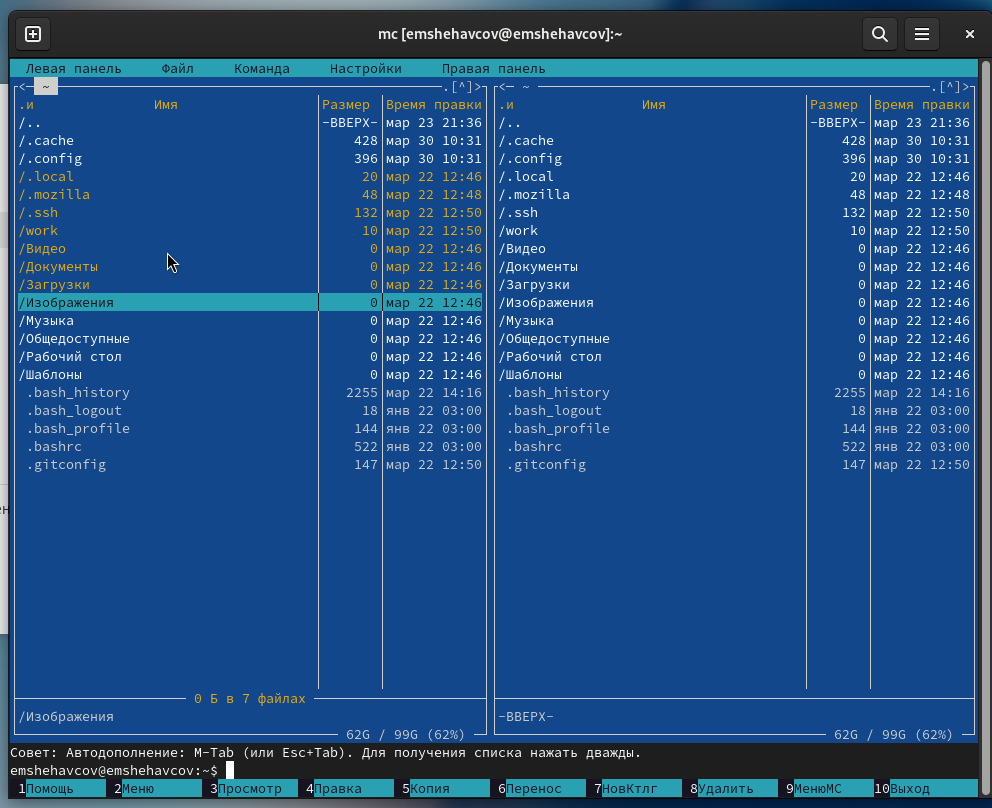 mc [emshehavcov@emshehavcov]:~
Левая панель Файл Команда Настройки Правая панель
<─ ~ .[^]> <─ ~ .[^]>
.и Имя Размер Время правки .и Имя Размер Время правки
/.. -ВВЕРХ- мар 23 21:36 /.. -ВВЕРХ- мар 23 21:36
/.cache 428 мар 30 10:31 /.cache 428 мар 30 10:31
/.config 396 мар 30 10:31 /.config 396 мар 30 10:31
/.local 20 мар 22 12:46 /.local 20 мар 22 12:46
/.mozilla 48 мар 22 12:48 /.mozilla 48 мар 22 12:48
/.ssh 132 мар 22 12:50 /.ssh 132 мар 22 12:50
/work 10 мар 22 12:50 /work 10 мар 22 12:50
/Видео 0 мар 22 12:46 /Видео 0 мар 22 12:46
/Документы 0 мар 22 12:46 /Документы 0 мар 22 12:46
/Загрузки 0 мар 22 12:46 /Загрузки 0 мар 22 12:46
/Изображения 0 мар 22 12:46 /Изображения 0 мар 22 12:46
/Музыка 0 мар 22 12:46 /Музыка 0 мар 22 12:46
/Общедоступные 0 мар 22 12:46 /Общедоступные 0 мар 22 12:46
/Рабочий стол 0 мар 22 12:46 /Рабочий стол 0 мар 22 12:46
/Шаблоны 0 мар 22 12:46 /Шаблоны 0 мар 22 12:46
.bash_history 2255 мар 22 14:16 .bash_history 2255 мар 22 14:16
.bash_logout 18 янв 22 03:00 .bash_logout 18 янв 22 03:00
.bash_profile 144 янв 22 03:00 .bash_profile 144 янв 22 03:00
.bashrc 522 янв 22 03:00 .bashrc 522 янв 22 03:00
.gitconfig 147 мар 22 12:50 .gitconfig 147 мар 22 12:50
0 Б в 7 файлах
/Изображения -ВВЕРХ-
62G / 99G (62%) 62G / 99G (62%)
Совет: Автодополнение: M-Tab (или Esc+Tab). Для получения списка нажать дважды.
emshehavcov@emshehavcov:~$
1Помощь 2Меню 3Просмотр 4Правка 5Копия 6Перенос 7НовКтлг 8Удалить 9МенюMC 10Выход